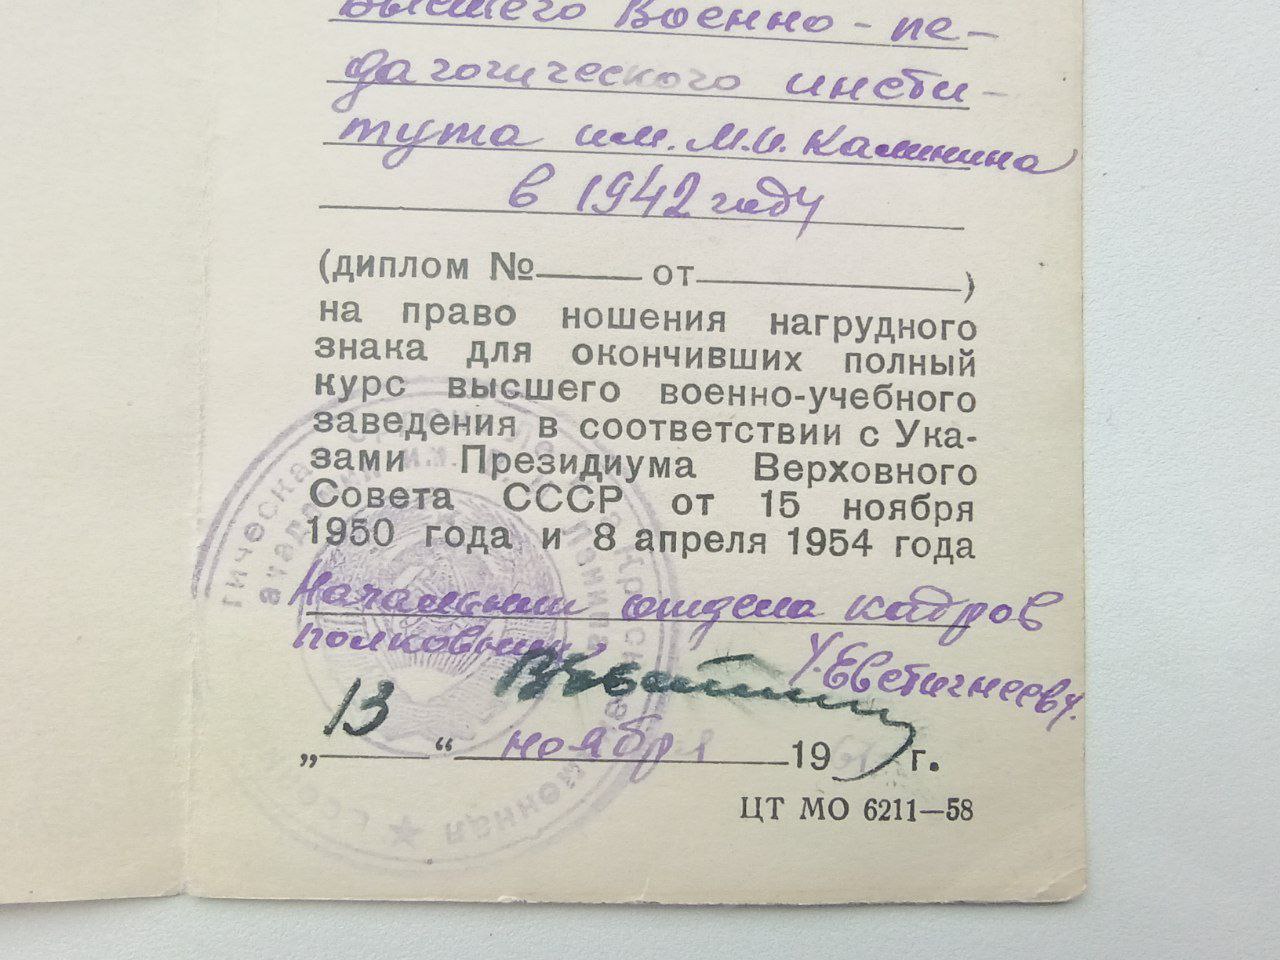 высшего Военно-пе-
дагогического инсти-
тута им. М.И. Калинина
в 1942 году
(диплом № от )
на право ношения нагрудного
знака для окончивших полный
курс высшего военно-учебного
заведения в соответствии с Ука-
зами Президиума Верховного
Совета СССР от 15 ноября
1950 года и 8 апреля 1954 года
Начальник отдела кадров
полковник
„13“ ноября 19 г.
ЦТ МО 6211—58